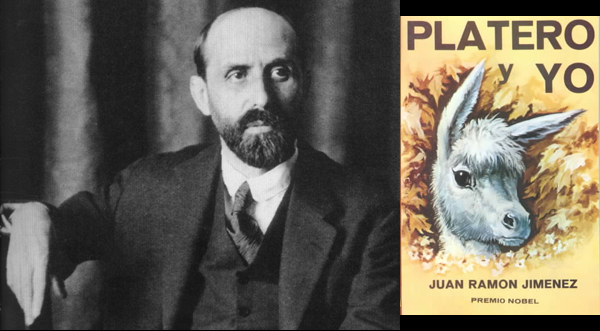 PLATERO
y YO
JUAN RAMON JIMENEZ
PREMIO NOBEL